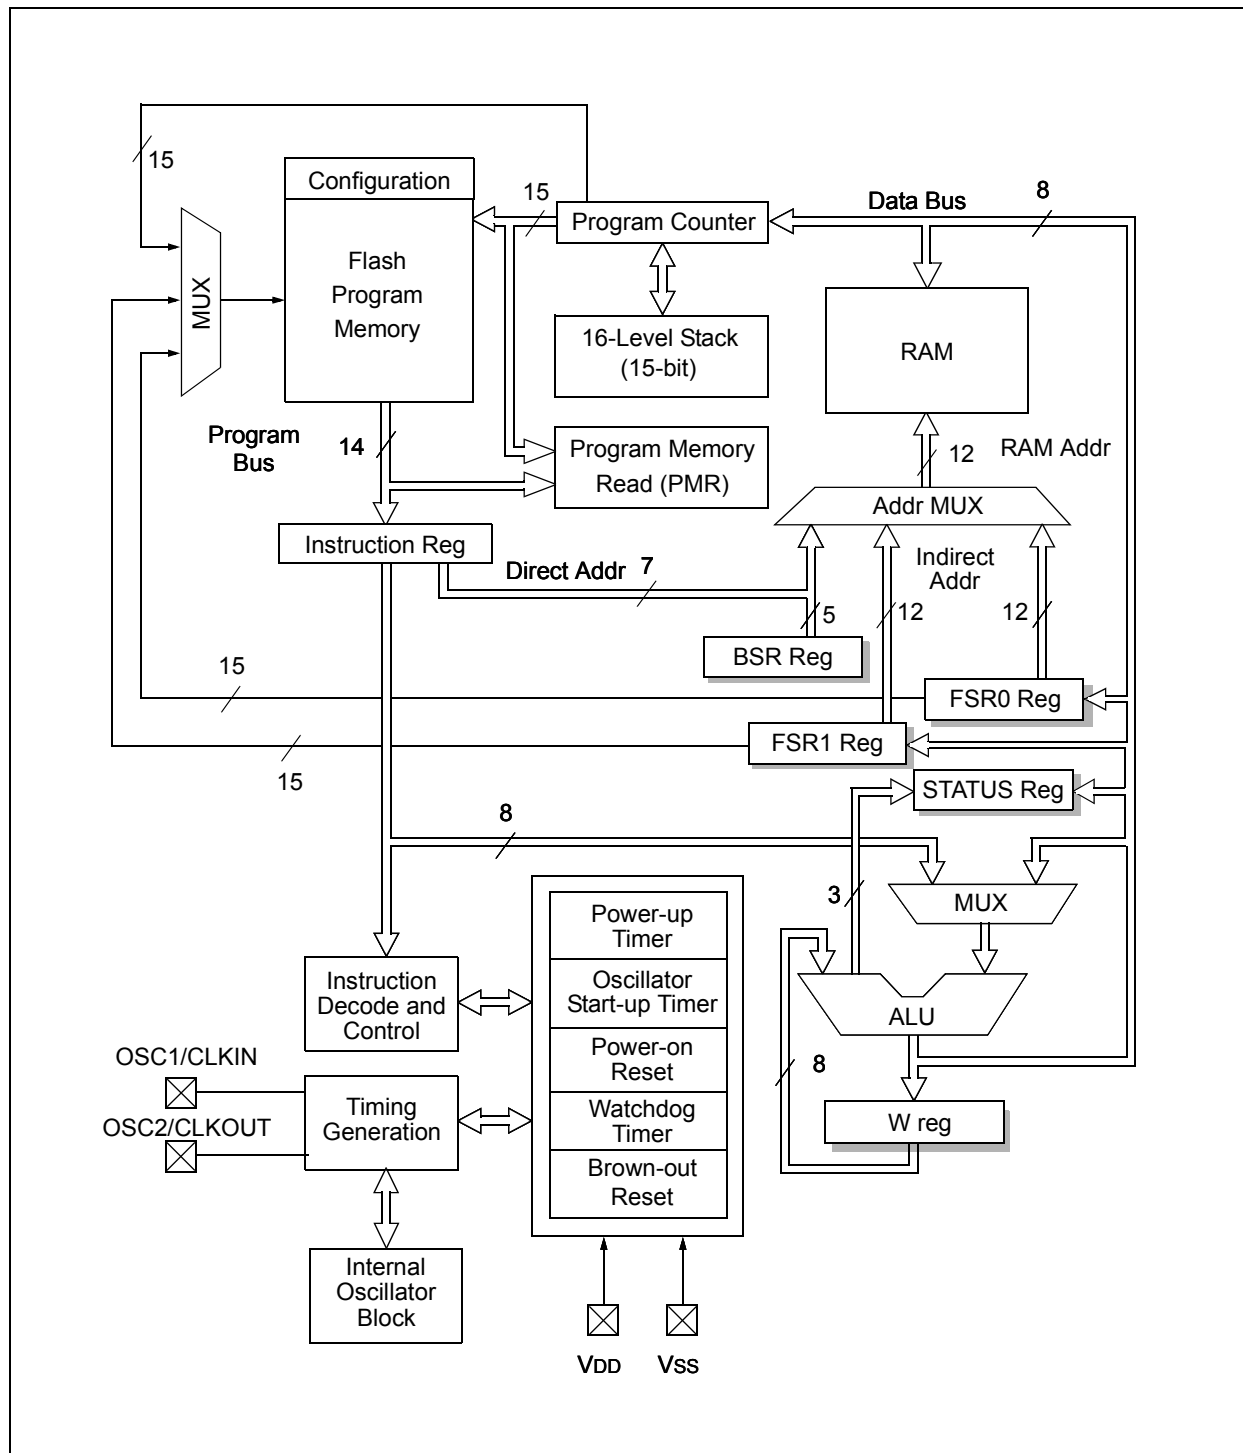 15
Configuration
15
Program Counter
Data Bus
8
Flash
Program
Memory
MUX
16-Level Stack
(15-bit)
RAM
Program
Bus
14
Program Memory
Read (PMR)
12
RAM Addr
Addr MUX
Instruction Reg
Direct Addr
7
Indirect
Addr
5
12
12
BSR Reg
15
FSR0 Reg
FSR1 Reg
15
STATUS Reg
8
3
MUX
Power-up
Timer
Instruction
Decode and
Control
Oscillator
Start-up Timer
ALU
OSC1/CLKIN
Power-on
Reset
8
Timing
Generation
OSC2/CLKOUT
Watchdog
Timer
W reg
Brown-out
Reset
Internal
Oscillator
Block
VDD
VSS